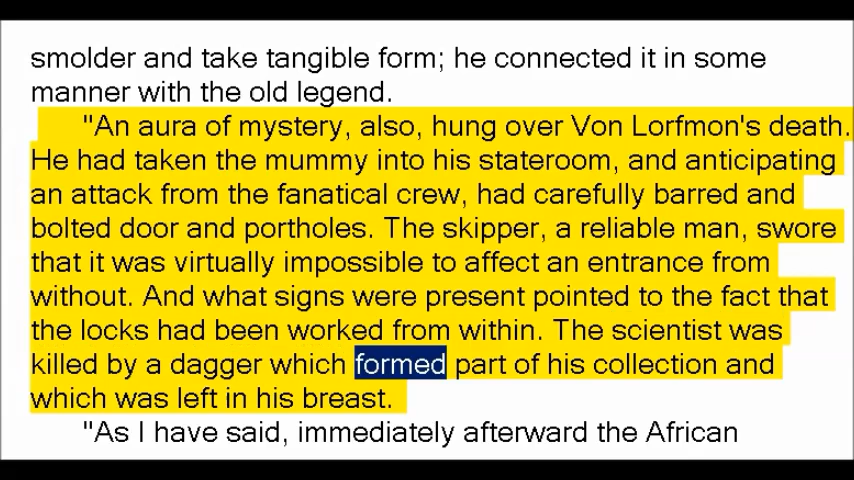 smolder and take tangible form; he connected it in some
manner with the old legend.
"An aura of mystery, also, hung over Von Lorfmon's death.
He had taken the mummy into his stateroom, and anticipating
an attack from the fanatical crew, had carefully barred and
bolted door and portholes. The skipper, a reliable man, swore
that it was virtually impossible to affect an entrance from
without. And what signs were present pointed to the fact that
the locks had been worked from within. The scientist was
killed by a dagger which formed part of his collection and
which was left in his breast.
"As I have said, immediately afterward the African